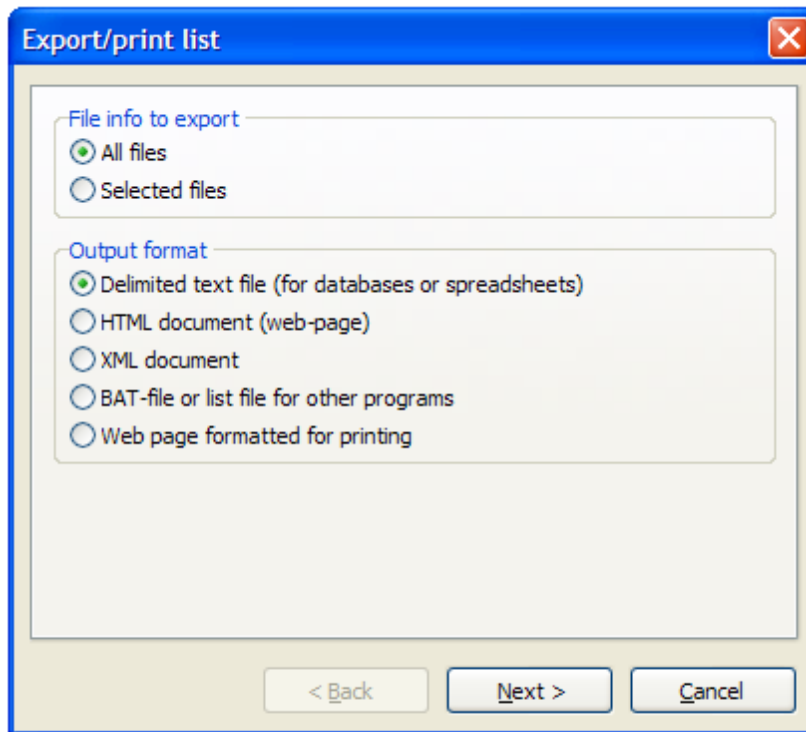 Export/print list
File info to export
All files
Selected files
Output format
Delimited text file (for databases or spreadsheets)
HTML document (web-page)
XML document
BAT-file or list file for other programs
Web page formatted for printing
< Back
Next >
Cancel